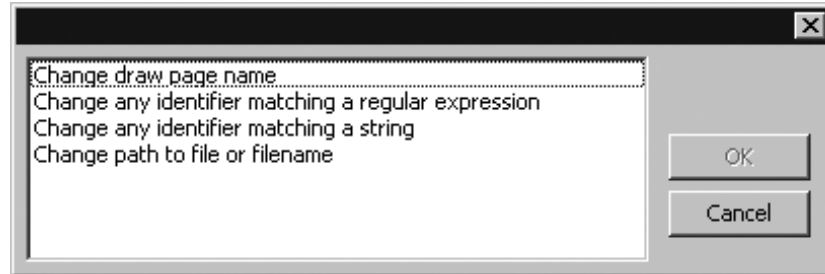 Change draw page name
Change any identifier matching a regular expression
Change any identifier matching a string
Change path to file or filename
OK
Cancel